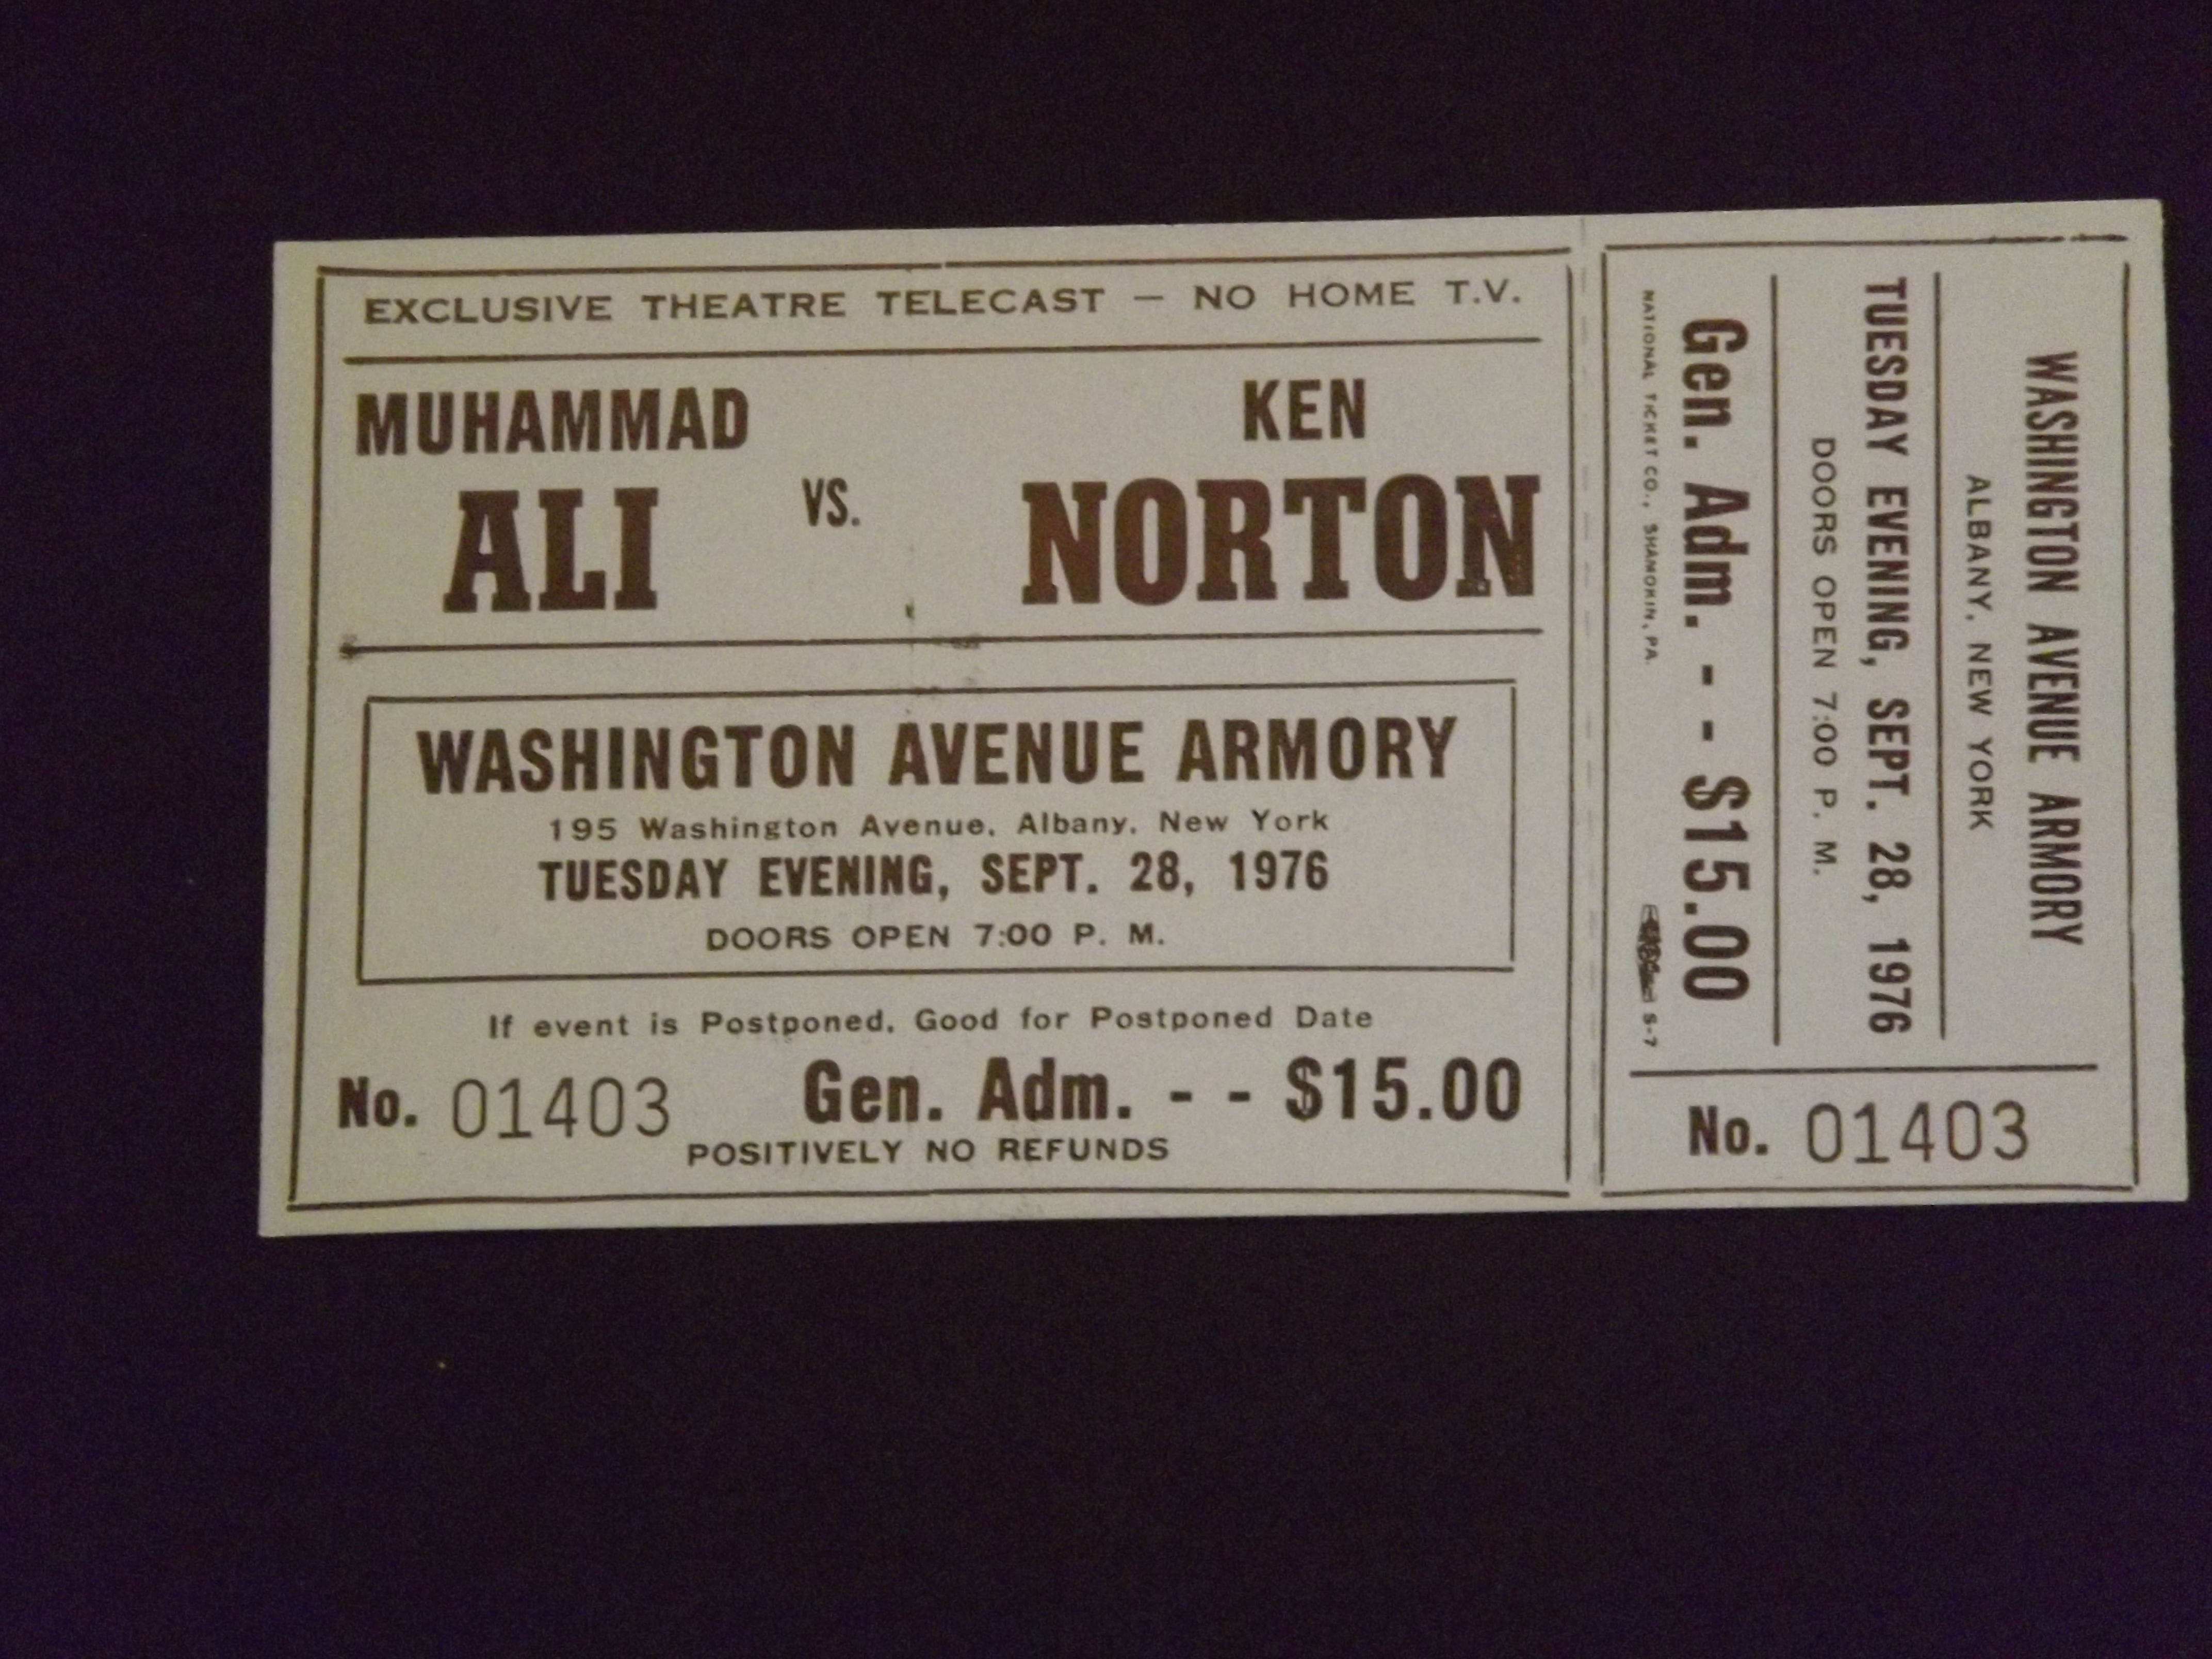 EXCLUSIVE THEATRE TELECAST — NO HOME T.V.
MUHAMMAD
ALI
VS.
KEN
NORTON
WASHINGTON AVENUE ARMORY
195 Washington Avenue, Albany, New York
TUESDAY EVENING, SEPT. 28, 1976
DOORS OPEN 7:00 P. M.
If event is Postponed, Good for Postponed Date
No. 01403
Gen. Adm. - - $15.00
POSITIVELY NO REFUNDS
WASHINGTON AVENUE ARMORY
ALBANY, NEW YORK
TUESDAY EVENING, SEPT. 28, 1976
DOORS OPEN 7:00 P. M.
Gen. Adm. - - $15.00
NATIONAL TICKET CO., SHAMOKIN, PA. S-7
No. 01403